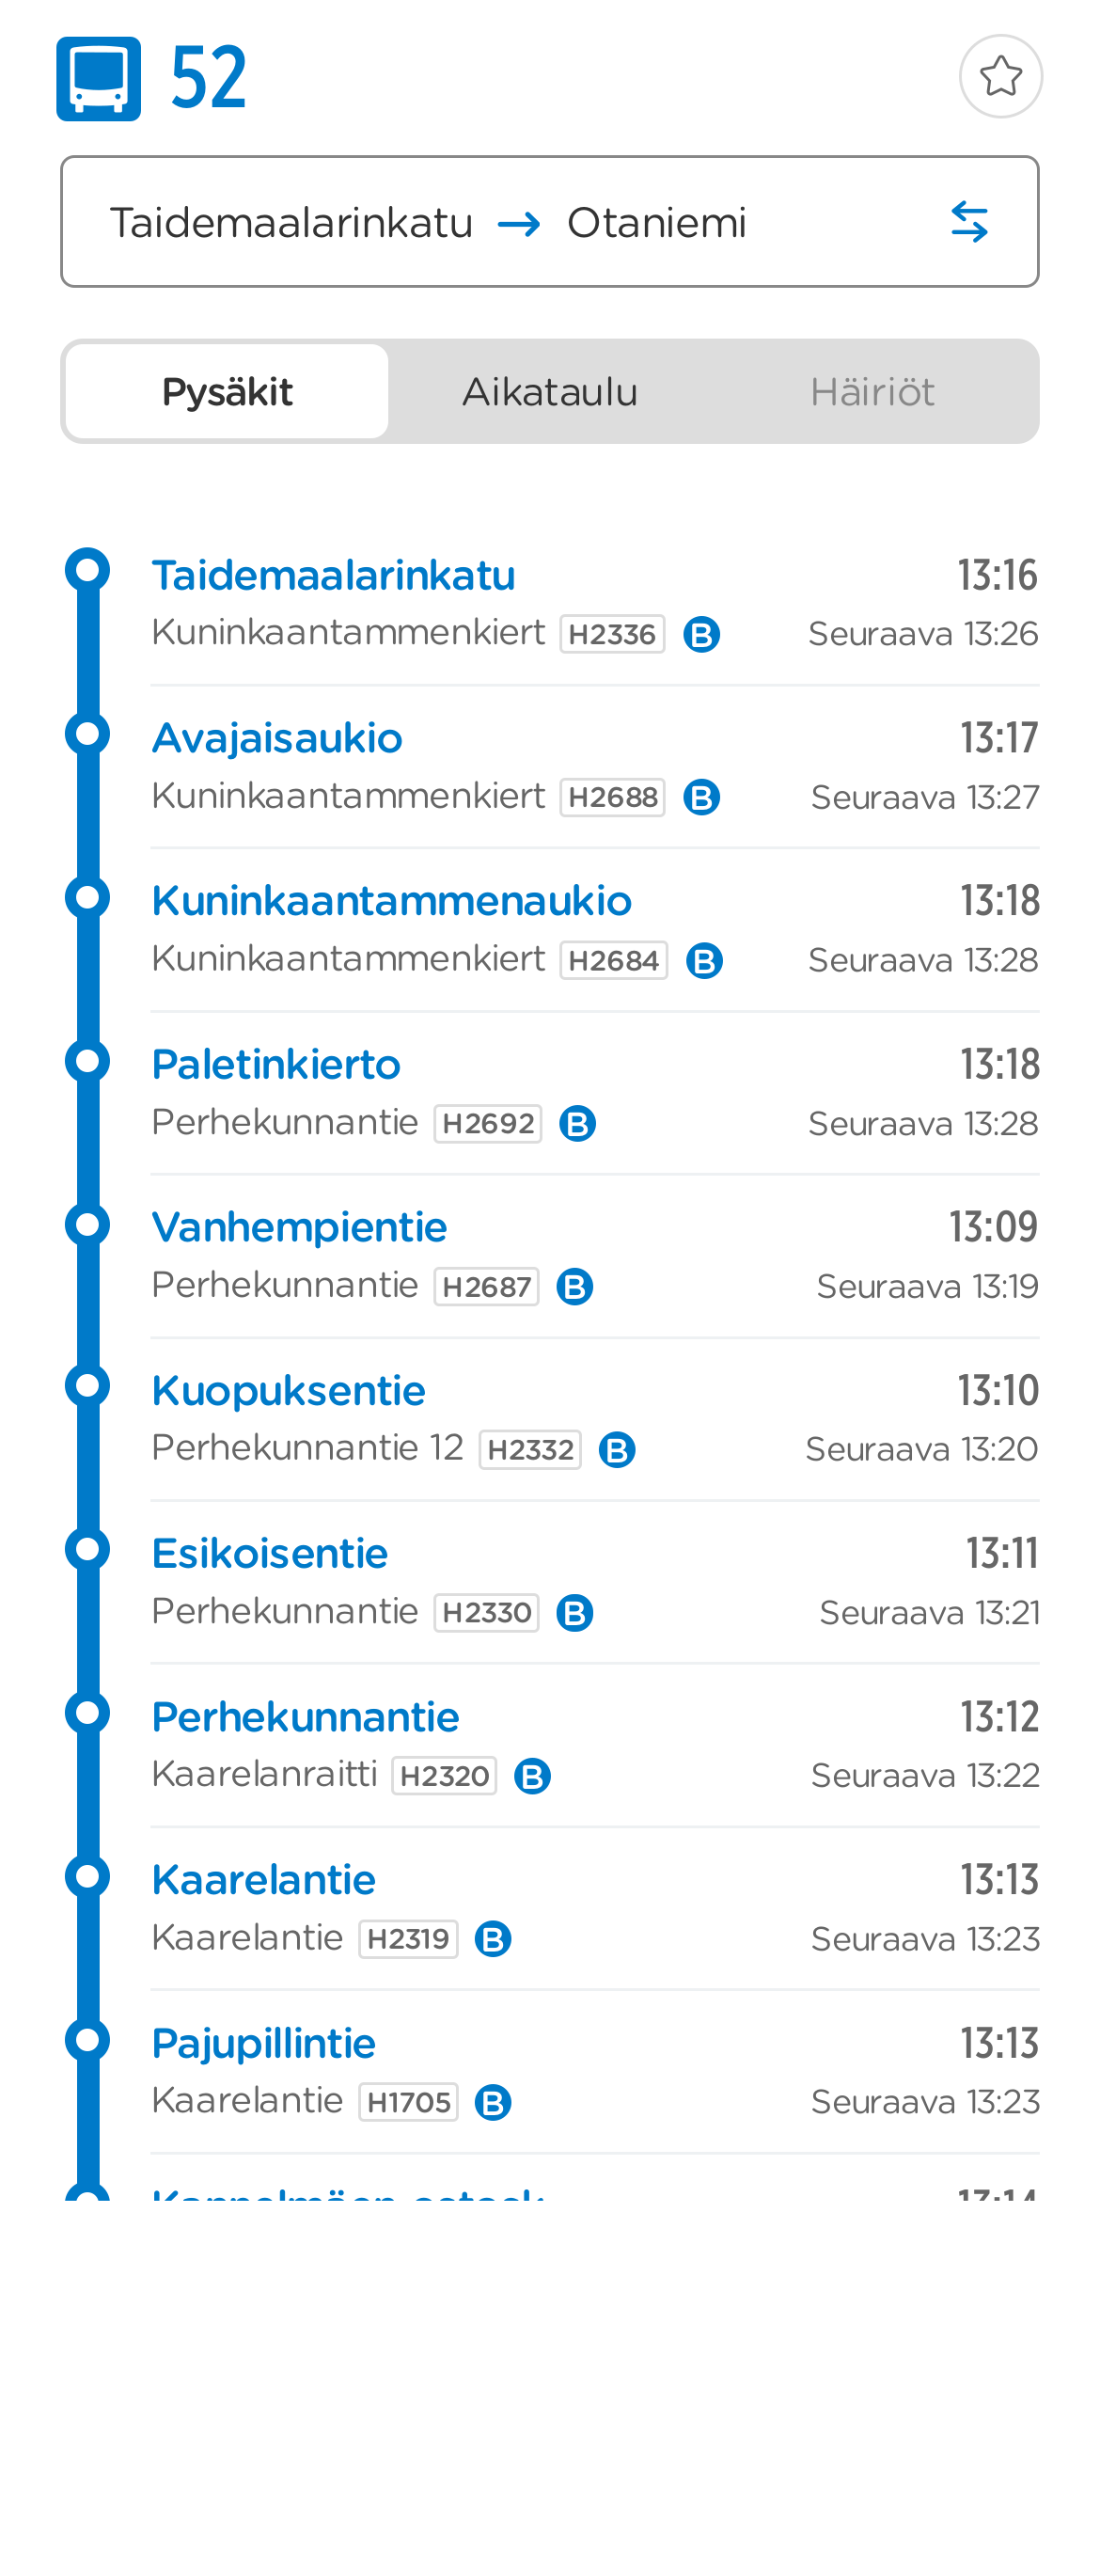 52
Taidemaalarinkatu → Otaniemi
Pysäkit Aikataulu Häiriöt
Taidemaalarinkatu 13:16
Kuninkaantammenkiert H2336 B Seuraava 13:26
Avajaisaukio 13:17
Kuninkaantammenkiert H2688 B Seuraava 13:27
Kuninkaantammenaukio 13:18
Kuninkaantammenkiert H2684 B Seuraava 13:28
Paletinkierto 13:18
Perhekunnantie H2692 B Seuraava 13:28
Vanhempientie 13:09
Perhekunnantie H2687 B Seuraava 13:19
Kuopuksentie 13:10
Perhekunnantie 12 H2332 B Seuraava 13:20
Esikoisentie 13:11
Perhekunnantie H2330 B Seuraava 13:21
Perhekunnantie 13:12
Kaarelanraitti H2320 B Seuraava 13:22
Kaarelantie 13:13
Kaarelantie H2319 B Seuraava 13:23
Pajupillintie 13:13
Kaarelantie H1705 B Seuraava 13:23